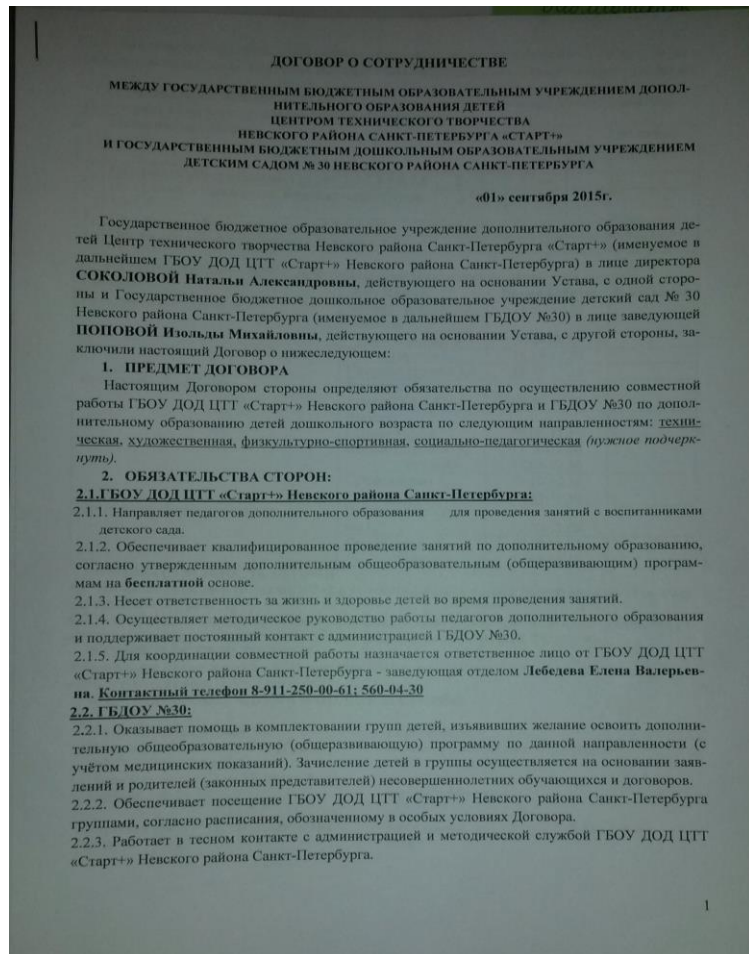 ДОГОВОР О СОТРУДНИЧЕСТВЕ
МЕЖДУ ГОСУДАРСТВЕННЫМ БЮДЖЕТНЫМ ОБРАЗОВАТЕЛЬНЫМ УЧРЕЖДЕНИЕМ ДОПОЛ-
НИТЕЛЬНОГО ОБРАЗОВАНИЯ ДЕТЕЙ
ЦЕНТРОМ ТЕХНИЧЕСКОГО ТВОРЧЕСТВА
НЕВСКОГО РАЙОНА САНКТ-ПЕТЕРБУРГА «СТАРТ+»
И ГОСУДАРСТВЕННЫМ БЮДЖЕТНЫМ ДОШКОЛЬНЫМ ОБРАЗОВАТЕЛЬНЫМ УЧРЕЖДЕНИЕМ
ДЕТСКИМ САДОМ № 30 НЕВСКОГО РАЙОНА САНКТ-ПЕТЕРБУРГА
«01» сентября 2015г.
Государственное бюджетное образовательное учреждение дополнительного образования де-
тей Центр технического творчества Невского района Санкт-Петербурга «Старт+» (именуемое в
дальнейшем ГБОУ ДОД ЦТТ «Старт+» Невского района Санкт-Петербурга) в лице директора
СОКОЛОВОЙ Натальи Александровны, действующего на основании Устава, с одной сторо-
ны и Государственное бюджетное дошкольное образовательное учреждение детский сад № 30
Невского района Санкт-Петербурга (именуемое в дальнейшем ГБДОУ №30) в лице заведующей
ПОПОВОЙ Изольды Михайловны, действующего на основании Устава, с другой стороны, за-
ключили настоящий Договор о нижеследующем:
1. ПРЕДМЕТ ДОГОВОРА
Настоящим Договором стороны определяют обязательства по осуществлению совместной
работы ГБОУ ДОД ЦТТ «Старт+» Невского района Санкт-Петербурга и ГБДОУ №30 по допол-
нительному образованию детей дошкольного возраста по следующим направленностям: техни-
ческая, художественная, физкультурно-спортивная, социально-педагогическая (нужное подчерк-
нуть).
2. ОБЯЗАТЕЛЬСТВА СТОРОН:
2.1.ГБОУ ДОД ЦТТ «Старт+» Невского района Санкт-Петербурга:
2.1.1. Направляет педагогов дополнительного образования для проведения занятий с воспитанниками
детского сада.
2.1.2. Обеспечивает квалифицированное проведение занятий по дополнительному образованию,
согласно утвержденным дополнительным общеобразовательным (общеразвивающим) програм-
мам на бесплатной основе.
2.1.3. Несет ответственность за жизнь и здоровье детей во время проведения занятий.
2.1.4. Осуществляет методическое руководство работы педагогов дополнительного образования
и поддерживает постоянный контакт с администрацией ГБДОУ №30.
2.1.5. Для координации совместной работы назначается ответственное лицо от ГБОУ ДОД ЦТТ
«Старт+» Невского района Санкт-Петербурга - заведующая отделом Лебедева Елена Валерьев-
на. Контактный телефон 8-911-250-00-61; 560-04-30
2.2. ГБДОУ №30:
2.2.1. Оказывает помощь в комплектовании групп детей, изъявивших желание освоить дополни-
тельную общеобразовательную (общеразвивающую) программу по данной направленности (с
учётом медицинских показаний). Зачисление детей в группы осуществляется на основании заяв-
лений и родителей (законных представителей) несовершеннолетних обучающихся и договоров.
2.2.2. Обеспечивает посещение ГБОУ ДОД ЦТТ «Старт+» Невского района Санкт-Петербурга
группами, согласно расписания, обозначенному в особых условиях Договора.
2.2.3. Работает в тесном контакте с администрацией и методической службой ГБОУ ДОД ЦТТ
«Старт+» Невского района Санкт-Петербурга.
1